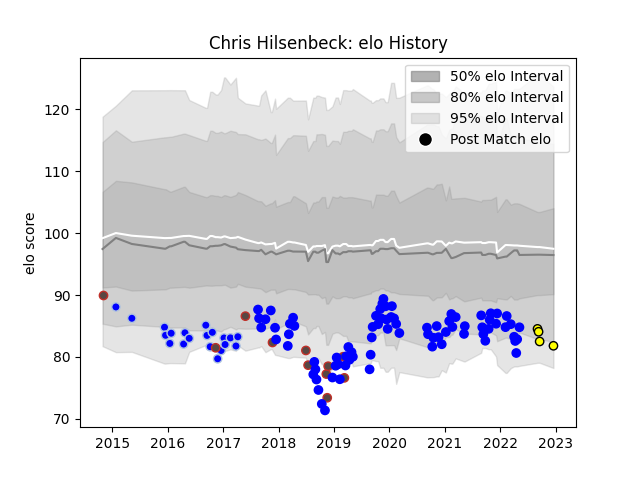 Chris Hilsenbeck: elo History
50% elo Interval
80% elo Interval
95% elo Interval
Post Match elo
elo score
120
110
100
90
80
70
2015 2016 2017 2018 2019 2020 2021 2022 2023